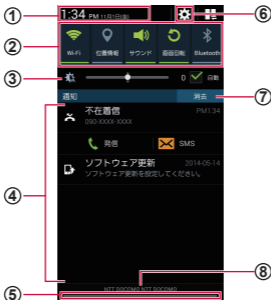 ①
1:34 PM 11月1日(金)
⑥
②
Wi-Fi 位置情報 サウンド 画面回転 Bluetooth
③ 0 自動
通知 消去
⑦
不在着信 PM1:34
090-XXXX-XXXX
発信 SMS
④
ソフトウェア更新 2014-05-14
ソフトウェア更新を設定してください。
⑧
NTT DOCOMO NTT DOCOMO
⑤